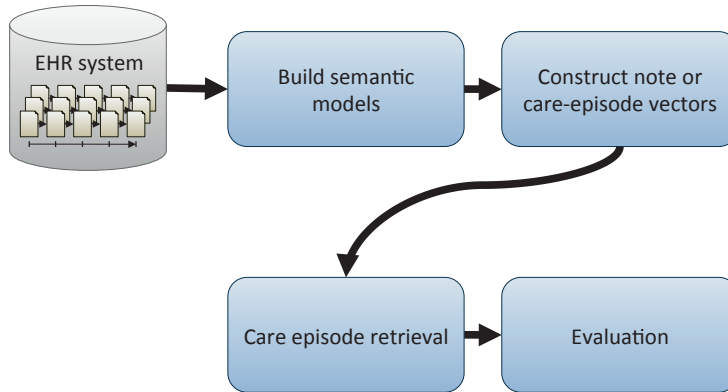 EHR system
Build semantic
models
Construct note or
care-episode vectors
Care episode retrieval
Evaluation